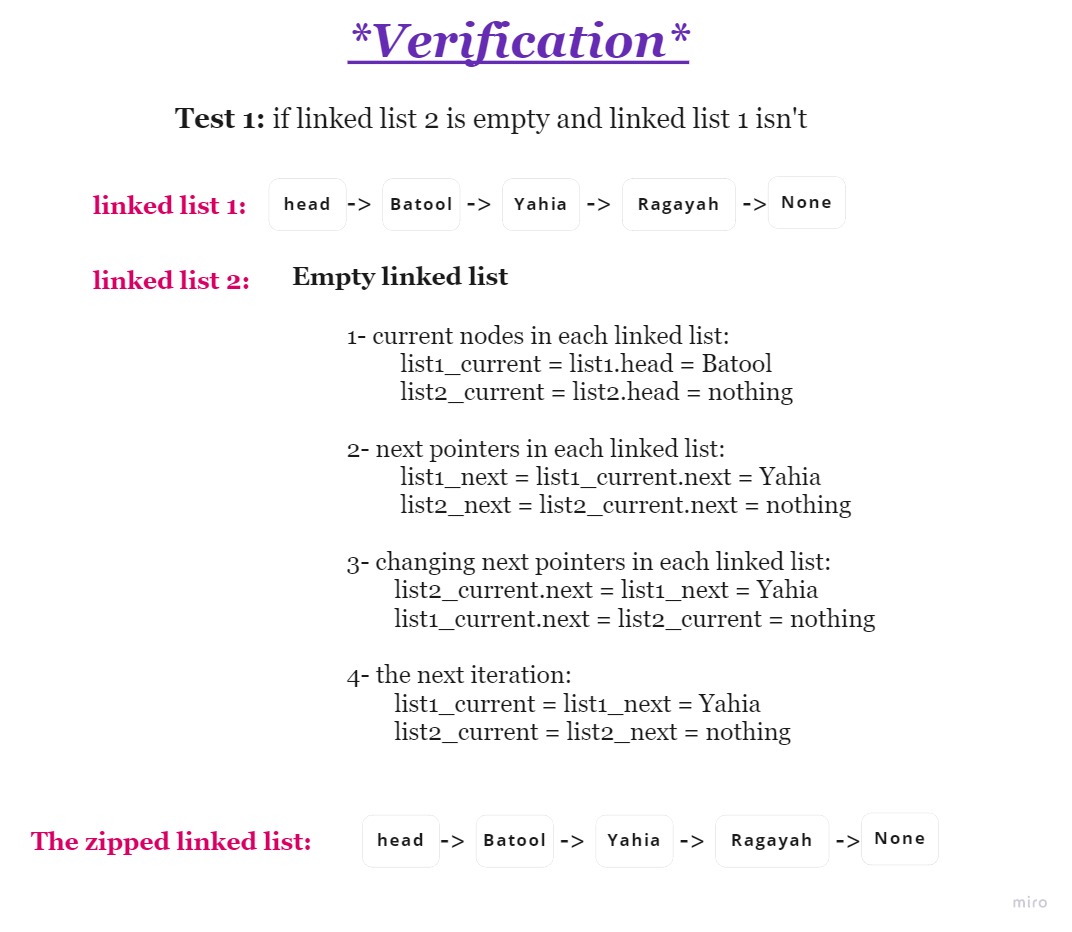 *Verification*
Test 1: if linked list 2 is empty and linked list 1 isn't
linked list 1: head -> Batool -> Yahia -> Ragayah -> None
linked list 2: Empty linked list
1- current nodes in each linked list:
list1_current = list1.head = Batool
list2_current = list2.head = nothing
2- next pointers in each linked list:
list1_next = list1_current.next = Yahia
list2_next = list2_current.next = nothing
3- changing next pointers in each linked list:
list2_current.next = list1_next = Yahia
list1_current.next = list2_current = nothing
4- the next iteration:
list1_current = list1_next = Yahia
list2_current = list2_next = nothing
The zipped linked list: head -> Batool -> Yahia -> Ragayah -> None
miro